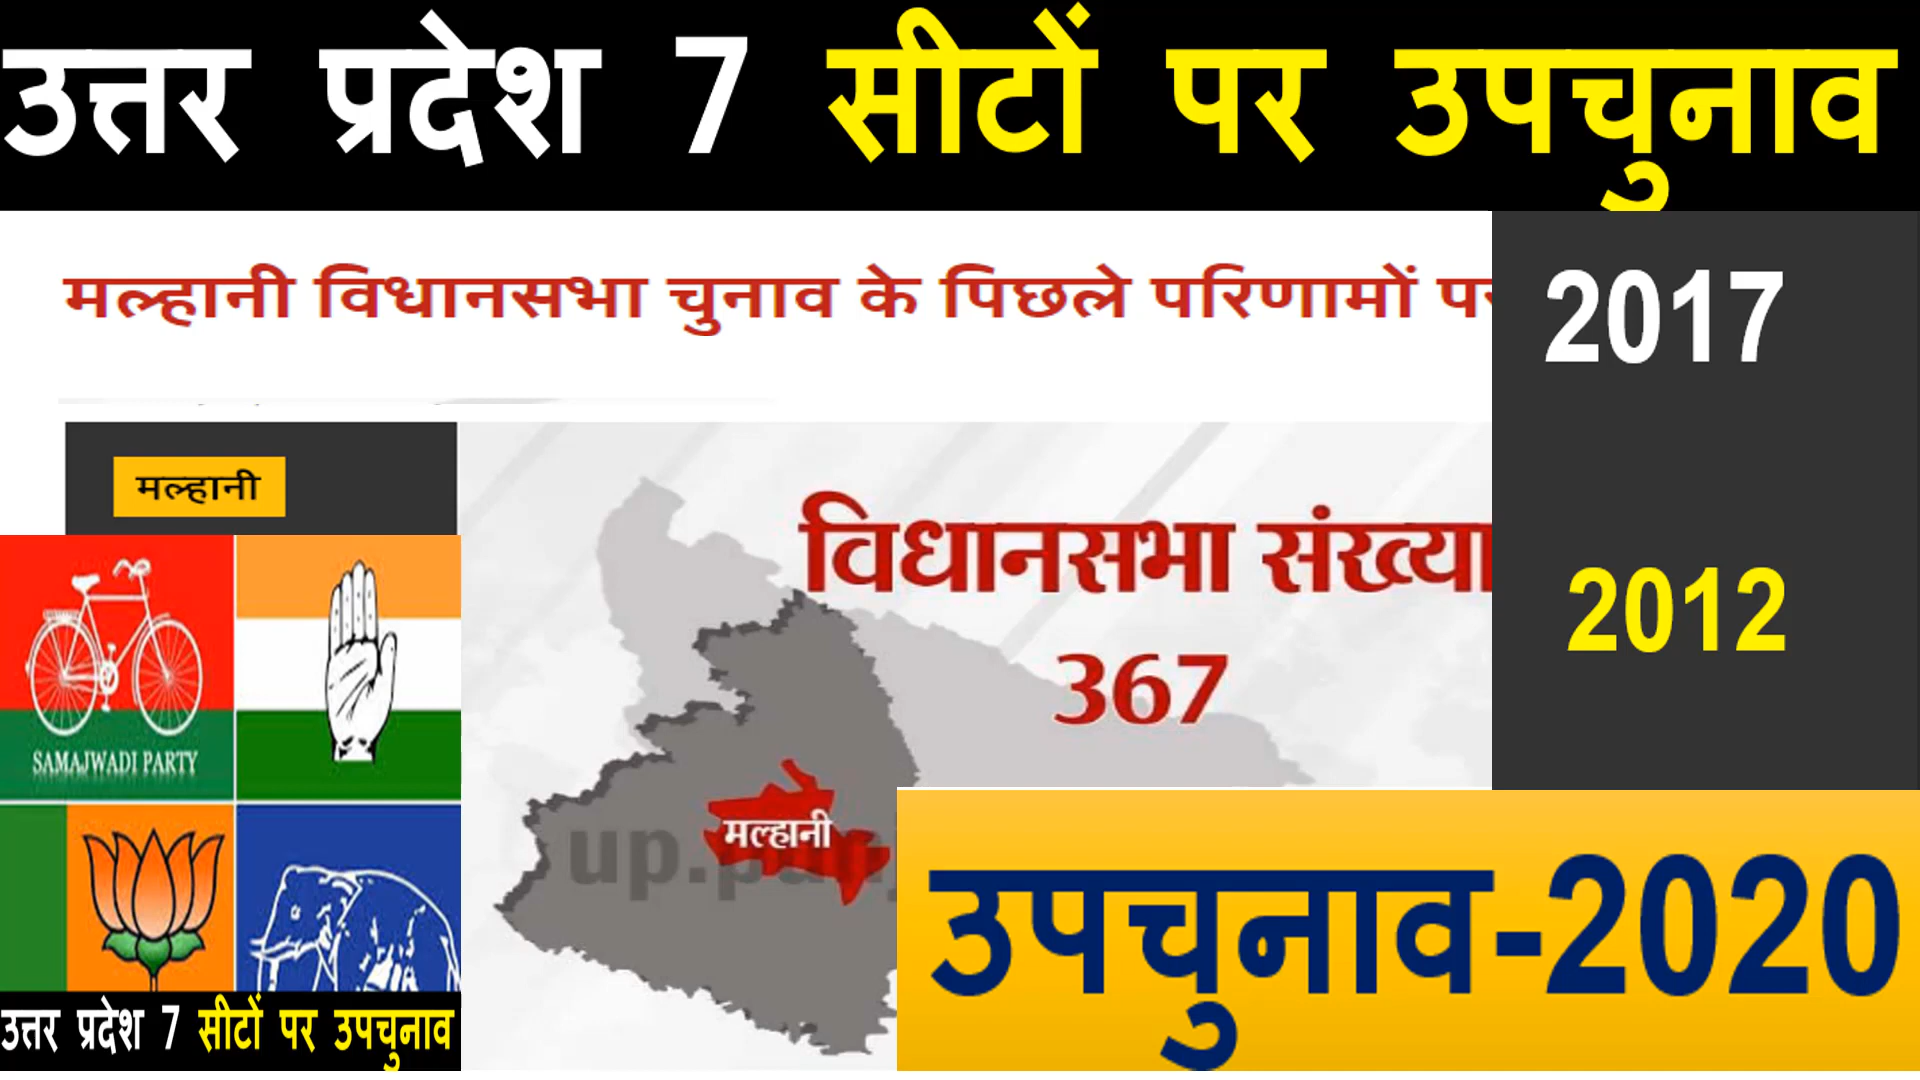 उत्तर प्रदेश 7 सीटों पर उपचुनाव
मल्हानी विधानसभा चुनाव के पिछले परिणामों
2017
मल्हानी
विधानसभा संख्या
367
2012
SAMAJWADI PARTY
मल्हानी
up.
उपचुनाव-2020
उत्तर प्रदेश 7 सीटों पर उपचुनाव